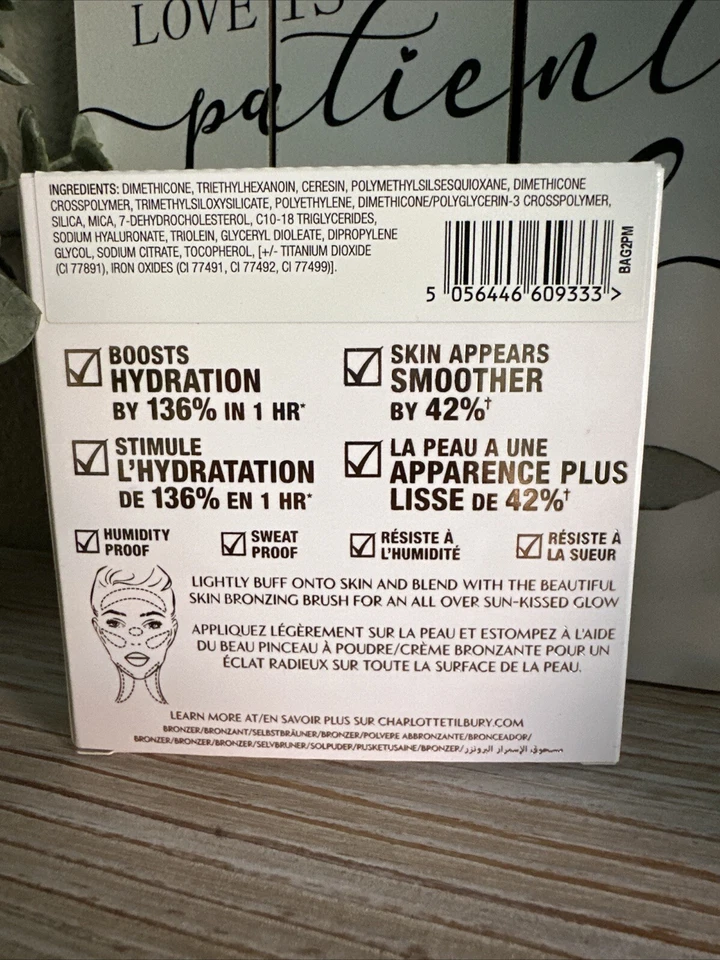 LOVE IS
patient
INGREDIENTS: DIMETHICONE, TRIETHYLHEXANOIN, CERESIN, POLYMETHYLSILSESQUIOXANE, DIMETHICONE
CROSSPOLYMER, TRIMETHYLSILOXYSILICATE, POLYETHYLENE, DIMETHICONE/POLYGLYCERIN-3 CROSSPOLYMER,
SILICA, MICA, 7-DEHYDROCHOLESTEROL, C10-18 TRIGLYCERIDES,
SODIUM HYALURONATE, TRIOLEIN, GLYCERYL DIOLEATE, DIPROPYLENE
GLYCOL, SODIUM CITRATE, TOCOPHEROL, [+/- TITANIUM DIOXIDE
(CI 77891), IRON OXIDES (CI 77491, CI 77492, CI 77499)].
BAG2PM
5 056446 609333 >
BOOSTS
HYDRATION
BY 136% IN 1 HR*
SKIN APPEARS
SMOOTHER
BY 42%†
STIMULE
L'HYDRATATION
DE 136% EN 1 HR*
LA PEAU A UNE
APPARENCE PLUS
LISSE DE 42%†
HUMIDITY
PROOF
SWEAT
PROOF
RÉSISTE À
L'HUMIDITÉ
RÉSISTE À
LA SUEUR
LIGHTLY BUFF ONTO SKIN AND BLEND WITH THE BEAUTIFUL
SKIN BRONZING BRUSH FOR AN ALL OVER SUN-KISSED GLOW
APPLIQUEZ LÉGÈREMENT SUR LA PEAU ET ESTOMPEZ À L'AIDE
DU BEAU PINCEAU À POUDRE/CRÈME BRONZANTE POUR UN
ÉCLAT RADIEUX SUR TOUTE LA SURFACE DE LA PEAU.
LEARN MORE AT/EN SAVOIR PLUS SUR CHARLOTTETILBURY.COM
BRONZER/BRONZANT/SELBSTBRÄUNER/BRONZER/POLVERE ABBRONZANTE/BRONCEADOR/
BRONZER/BRONZER/BRONZER/SELVBRUNER/SOLPUDER/PUSKETUSAINE/BРONZER/مسحوق الإسمرار البرونزر